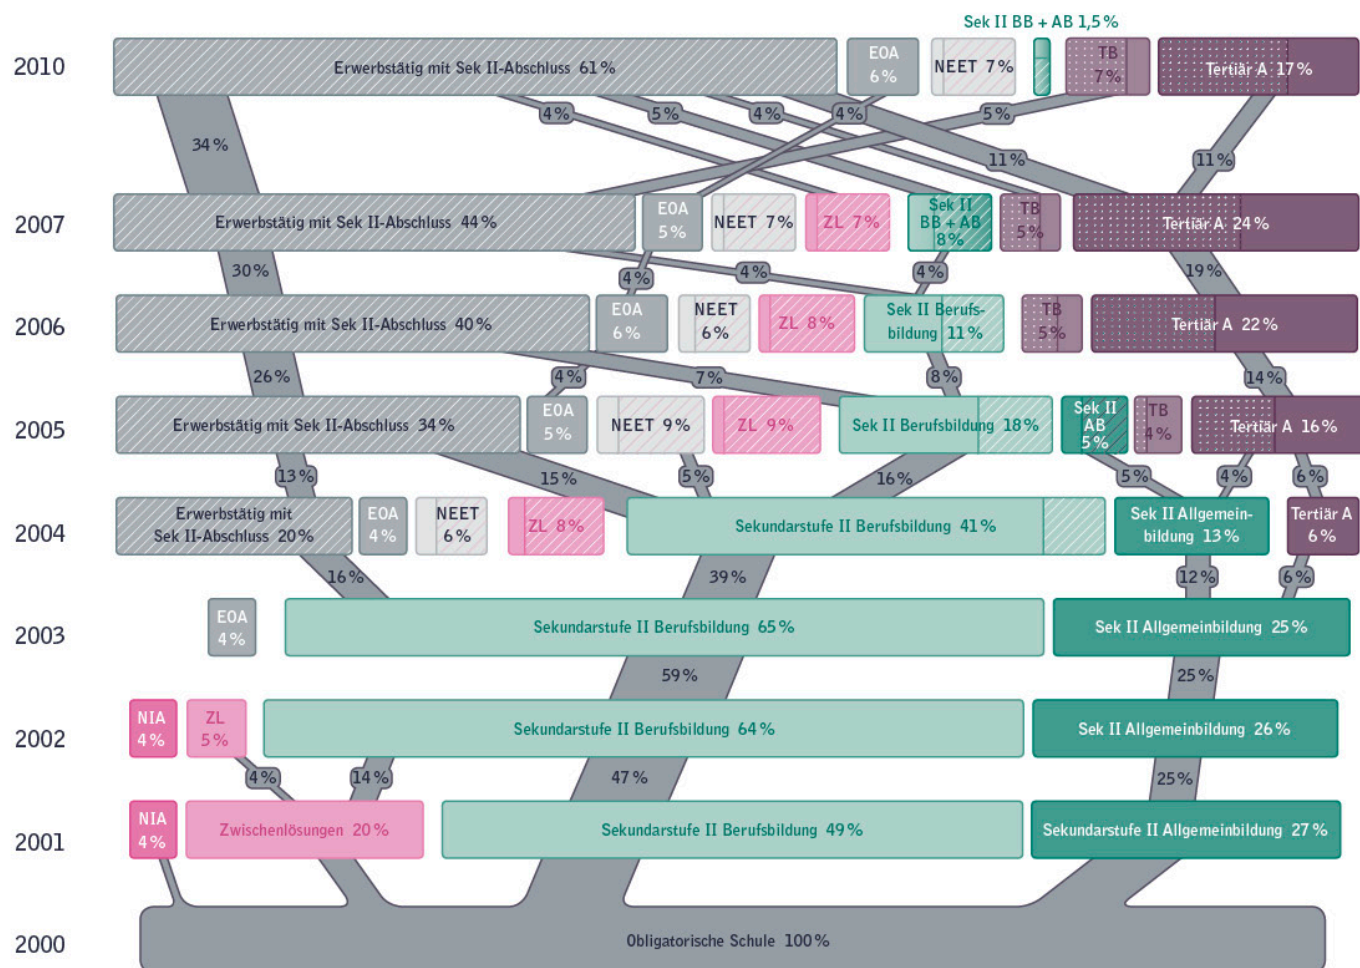 Sek II BB + AB 1,5 %
2010
Erwerbstätig mit Sek II-Abschluss 61 %
EOA
6 %
NEET 7 %
TB
7 %
Tertiär A 17 %
4 %
5 %
4 %
4 %
5 %
34 %
11 %
11 %
2007
Erwerbstätig mit Sek II-Abschluss 44 %
EOA
5 %
NEET 7 %
ZL 7 %
Sek II
BB + AB
8 %
TB
5 %
Tertiär A 24 %
30 %
4 %
4 %
4 %
19 %
2006
Erwerbstätig mit Sek II-Abschluss 40 %
EOA
6 %
NEET
6 %
ZL 8 %
Sek II Berufs-
bildung 11 %
TB
5 %
Tertiär A 22 %
26 %
4 %
7 %
8 %
14 %
2005
Erwerbstätig mit Sek II-Abschluss 34 %
EOA
5 %
NEET 9 %
ZL 9 %
Sek II Berufsbildung 18 %
Sek II
AB
5 %
TB
4 %
Tertiär A 16 %
13 %
15 %
5 %
16 %
5 %
4 %
6 %
2004
Erwerbstätig mit
Sek II-Abschluss 20 %
EOA
4 %
NEET
6 %
ZL 8 %
Sekundarstufe II Berufsbildung 41 %
Sek II Allgemein-
bildung 13 %
Tertiär A
6 %
16 %
39 %
12 %
6 %
2003
EOA
4 %
Sekundarstufe II Berufsbildung 65 %
Sek II Allgemeinbildung 25 %
59 %
25 %
2002
NIA
4 %
ZL
5 %
Sekundarstufe II Berufsbildung 64 %
Sek II Allgemeinbildung 26 %
4 %
14 %
47 %
25 %
2001
NIA
4 %
Zwischenlösungen 20 %
Sekundarstufe II Berufsbildung 49 %
Sekundarstufe II Allgemeinbildung 27 %
2000
Obligatorische Schule 100 %